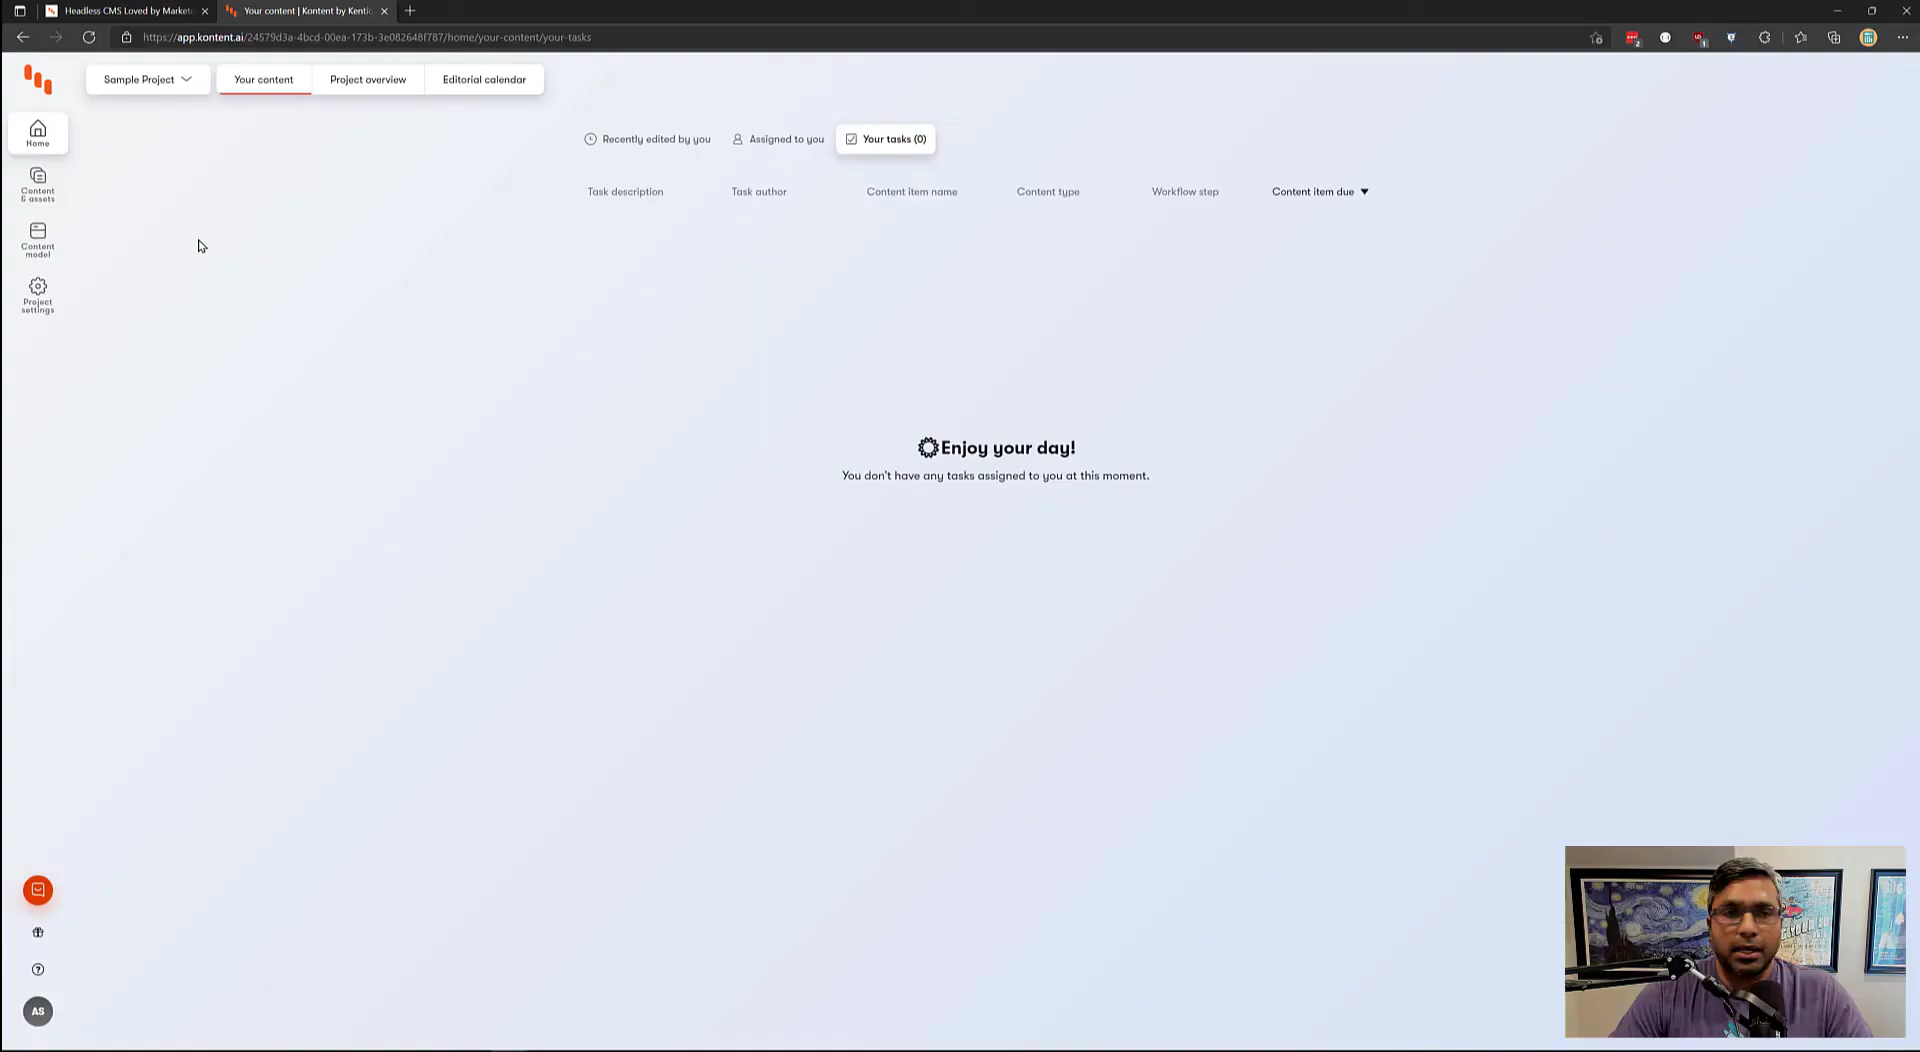 Headless CMS Loved by Market
Your content | Kontent by Kentic
https://app.kontent.ai/24579d3a-4bcd-00ea-173b-3e082648f787/home/your-content/your-tasks
2
1
Sample Project
Your content
Project overview
Editorial calendar
Home
Content
& assets
Content
model
Project
settings
Recently edited by you
Assigned to you
Your tasks (0)
Task description
Task author
Content item name
Content type
Workflow step
Content item due
Enjoy your day!
You don't have any tasks assigned to you at this moment.
?
AS